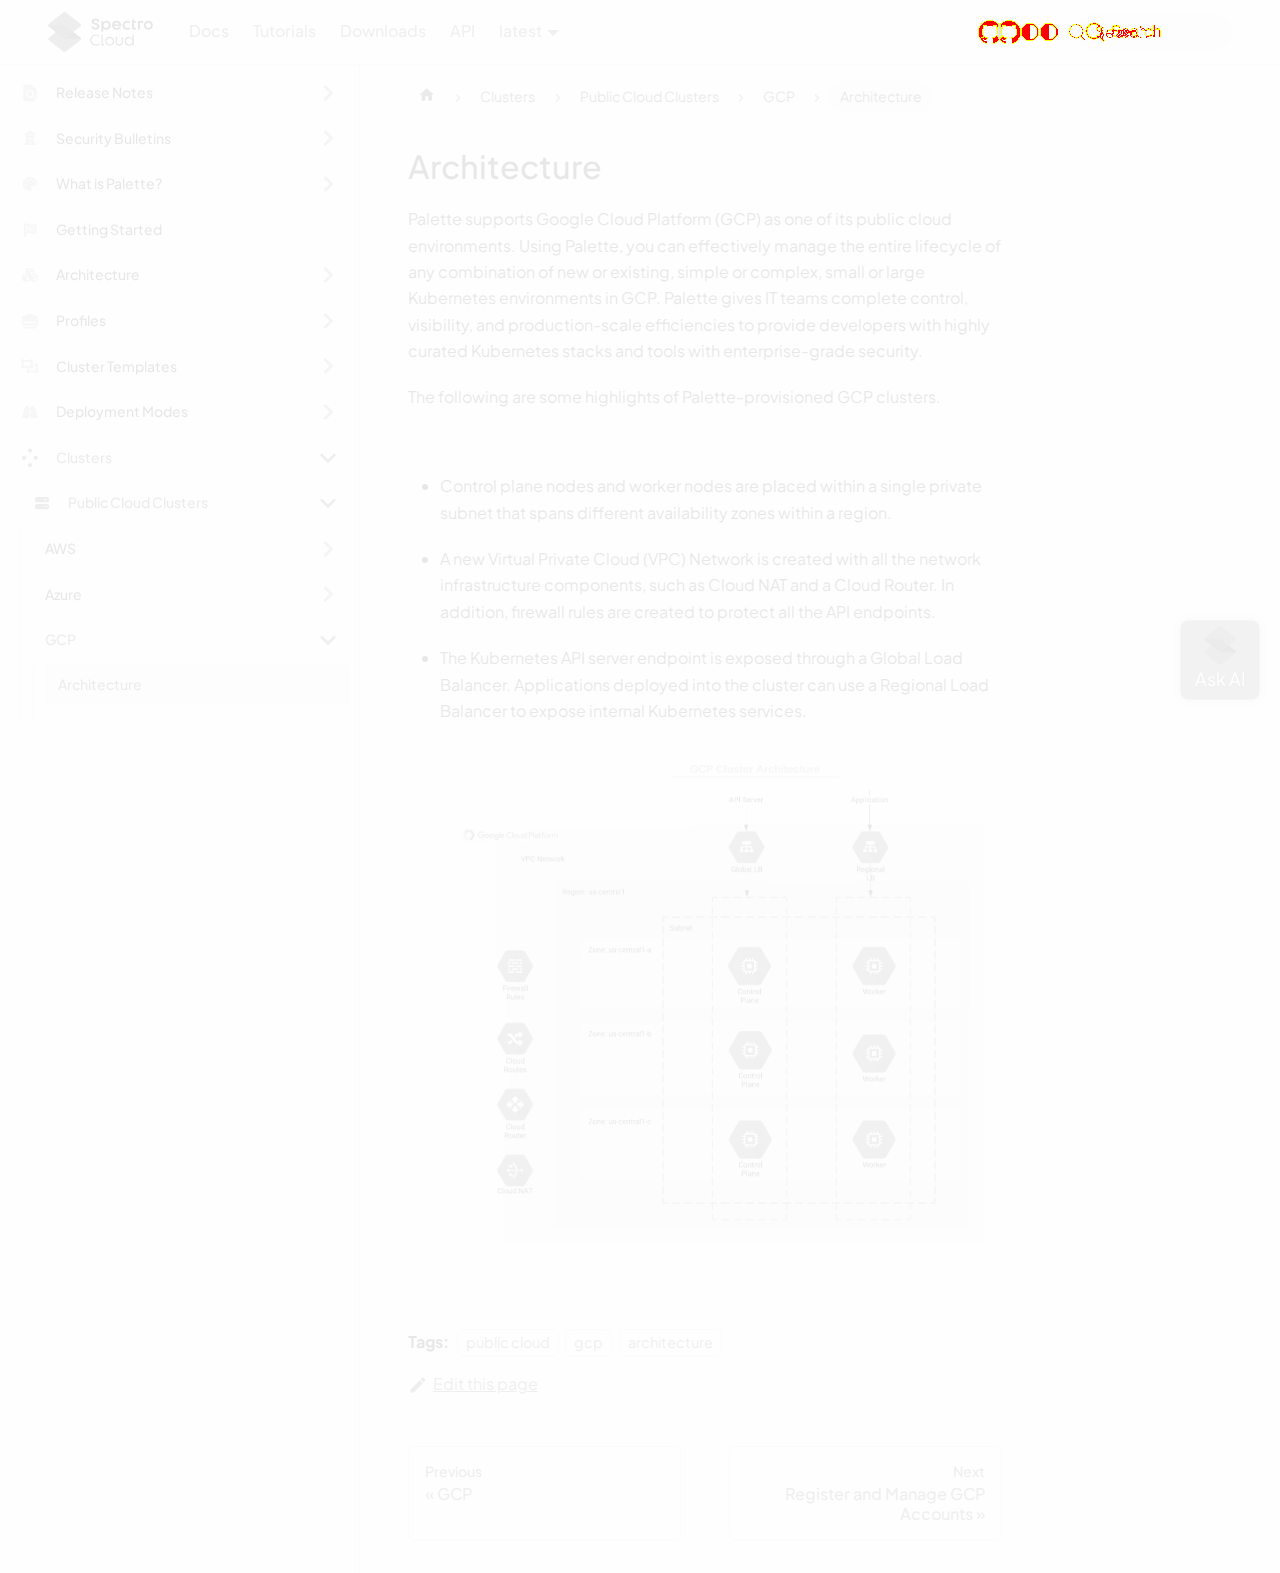 Spectro
Cloud
Docs
Tutorials
Downloads
API
latest
Release Notes
Security Bulletins
What is Palette?
Getting Started
Architecture
Profiles
Cluster Templates
Deployment Modes
Clusters
Public Cloud Clusters
AWS
Azure
GCP
Architecture
Clusters
Public Cloud Clusters
GCP
Architecture
Architecture
Palette supports Google Cloud Platform (GCP) as one of its public cloud
environments. Using Palette, you can effectively manage the entire lifecycle of
any combination of new or existing, simple or complex, small or large
Kubernetes environments in GCP. Palette gives IT teams complete control,
visibility, and production-scale efficiencies to provide developers with highly
curated Kubernetes stacks and tools with enterprise-grade security.
The following are some highlights of Palette-provisioned GCP clusters.
Control plane nodes and worker nodes are placed within a single private
subnet that spans different availability zones within a region.
A new Virtual Private Cloud (VPC) Network is created with all the network
infrastructure components, such as Cloud NAT and a Cloud Router. In
addition, firewall rules are created to protect all the API endpoints.
The Kubernetes API server endpoint is exposed through a Global Load
Balancer. Applications deployed into the cluster can use a Regional Load
Balancer to expose internal Kubernetes services.
GCP Cluster Architecture
API Server
Application
Google Cloud Platform
VPC Network
Global LB
Regional
LB
Region: us central1
Subnet
Zone: us central1-a
Firewall
Rules
Control
Plane
Worker
Zone: us central1-b
Cloud
Routes
Control
Plane
Worker
Cloud
Router
Zone: us central1-c
Control
Plane
Worker
Cloud NAT
Ask AI
Tags:
public cloud
gcp
architecture
Edit this page
Previous
« GCP
Next
Register and Manage GCP
Accounts »